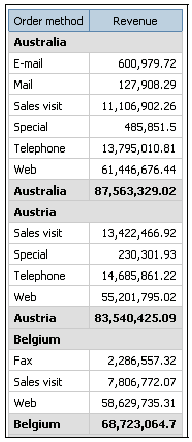 Order method Revenue
Australia
E-mail 600,979.72
Mail 127,908.29
Sales visit 11,106,902.26
Special 485,851.5
Telephone 13,795,010.81
Web 61,446,676.44
Australia 87,563,329.02
Austria
Sales visit 13,422,466.92
Special 230,301.93
Telephone 14,685,861.22
Web 55,201,795.02
Austria 83,540,425.09
Belgium
Fax 2,286,557.32
Sales visit 7,806,772.07
Web 58,629,735.31
Belgium 68,723,064.7